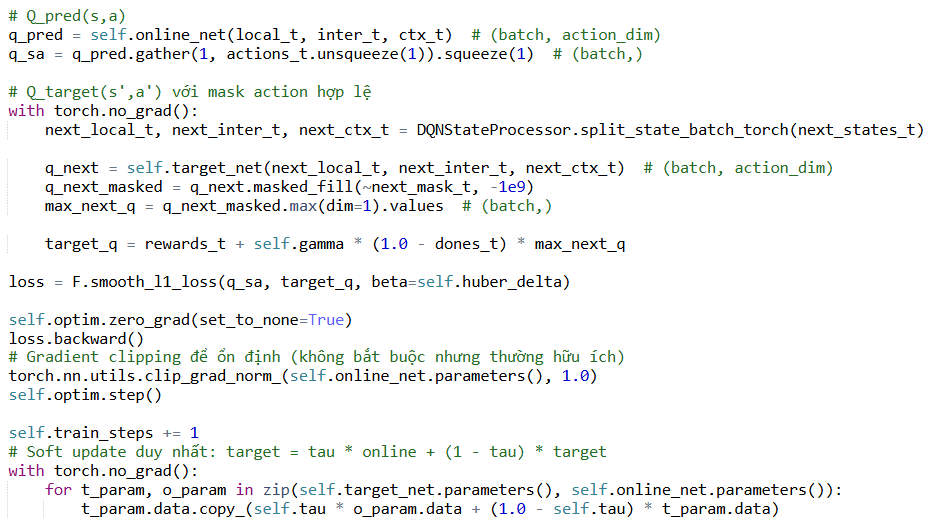 # Q_pred(s,a)
q_pred = self.online_net(local_t, inter_t, ctx_t)  # (batch, action_dim)
q_sa = q_pred.gather(1, actions_t.unsqueeze(1)).squeeze(1)  # (batch,)

# Q_target(s',a') với mask action hợp lệ
with torch.no_grad():
    next_local_t, next_inter_t, next_ctx_t = DQNStateProcessor.split_state_batch_torch(next_states_t)

    q_next = self.target_net(next_local_t, next_inter_t, next_ctx_t)  # (batch, action_dim)
    q_next_masked = q_next.masked_fill(~next_mask_t, -1e9)
    max_next_q = q_next_masked.max(dim=1).values  # (batch,)

    target_q = rewards_t + self.gamma * (1.0 - dones_t) * max_next_q

loss = F.smooth_l1_loss(q_sa, target_q, beta=self.huber_delta)

self.optim.zero_grad(set_to_none=True)
loss.backward()
# Gradient clipping để ổn định (không bắt buộc nhưng thường hữu ích)
torch.nn.utils.clip_grad_norm_(self.online_net.parameters(), 1.0)
self.optim.step()

self.train_steps += 1
# Soft update duy nhất: target = tau * online + (1 - tau) * target
with torch.no_grad():
    for t_param, o_param in zip(self.target_net.parameters(), self.online_net.parameters()):
        t_param.data.copy_(self.tau * o_param.data + (1.0 - self.tau) * t_param.data)